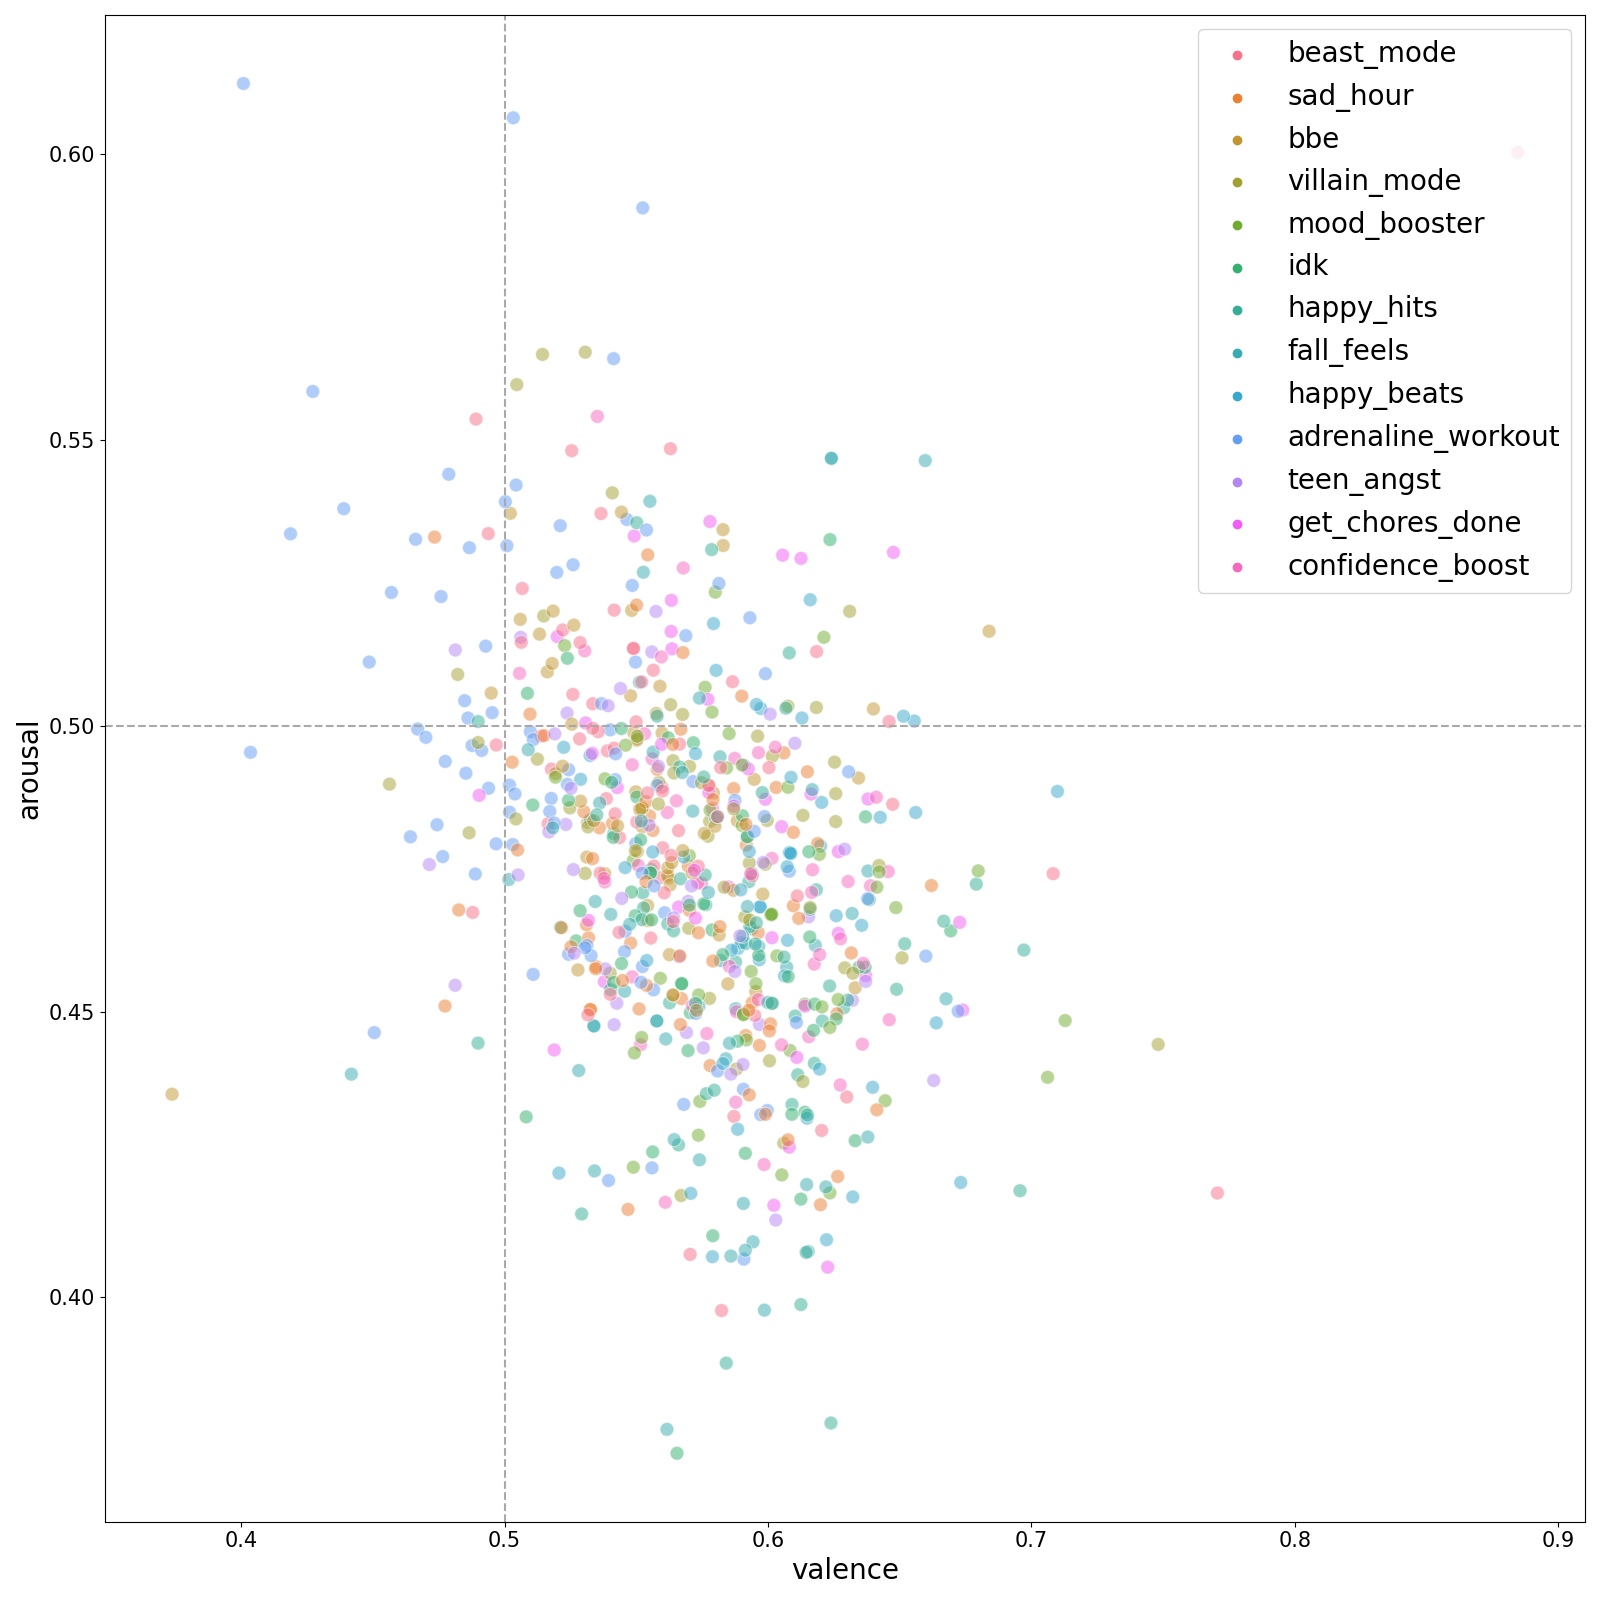 beast_mode
sad_hour
bbe
villain_mode
mood_booster
idk
happy_hits
fall_feels
happy_beats
adrenaline_workout
teen_angst
get_chores_done
confidence_boost
0.60
0.55
0.50
0.45
0.40
arousal
0.4 0.5 0.6 0.7 0.8 0.9
valence